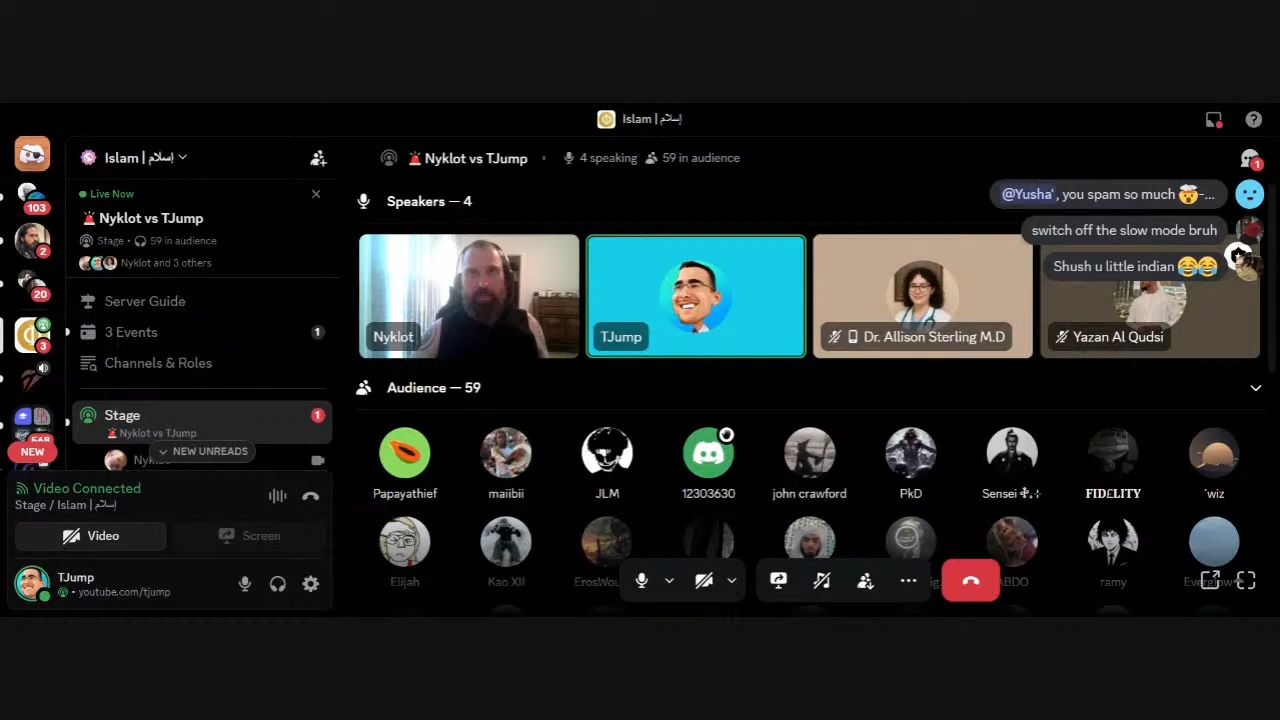 Islam | إسلام
Islam | إسلام
Live Now
🚨Nyklot vs TJump
Stage • 59 in audience
Nyklot and 3 others
Server Guide
3 Events
1
Channels & Roles
Stage
1
🚨Nyklot vs TJump
NEW UNREADS
103
2
20
3
NEW
Video Connected
Stage / Islam | إسلام
Video
Screen
TJump
• youtube.com/tjump
🚨Nyklot vs TJump
4 speaking
59 in audience
1
@Yusha', you spam so much 🤯-...
switch off the slow mode bruh
Shush u little indian 😂😂
Speakers — 4
Nyklot
TJump
Dr. Allison Sterling M.D
Yazan Al Qudsi
Audience — 59
Papayathief
maiibii
JLM
12303630
john crawford
PkD
Sensei
FIDELITY
'wiz
Elijah
Kao XII
ramy